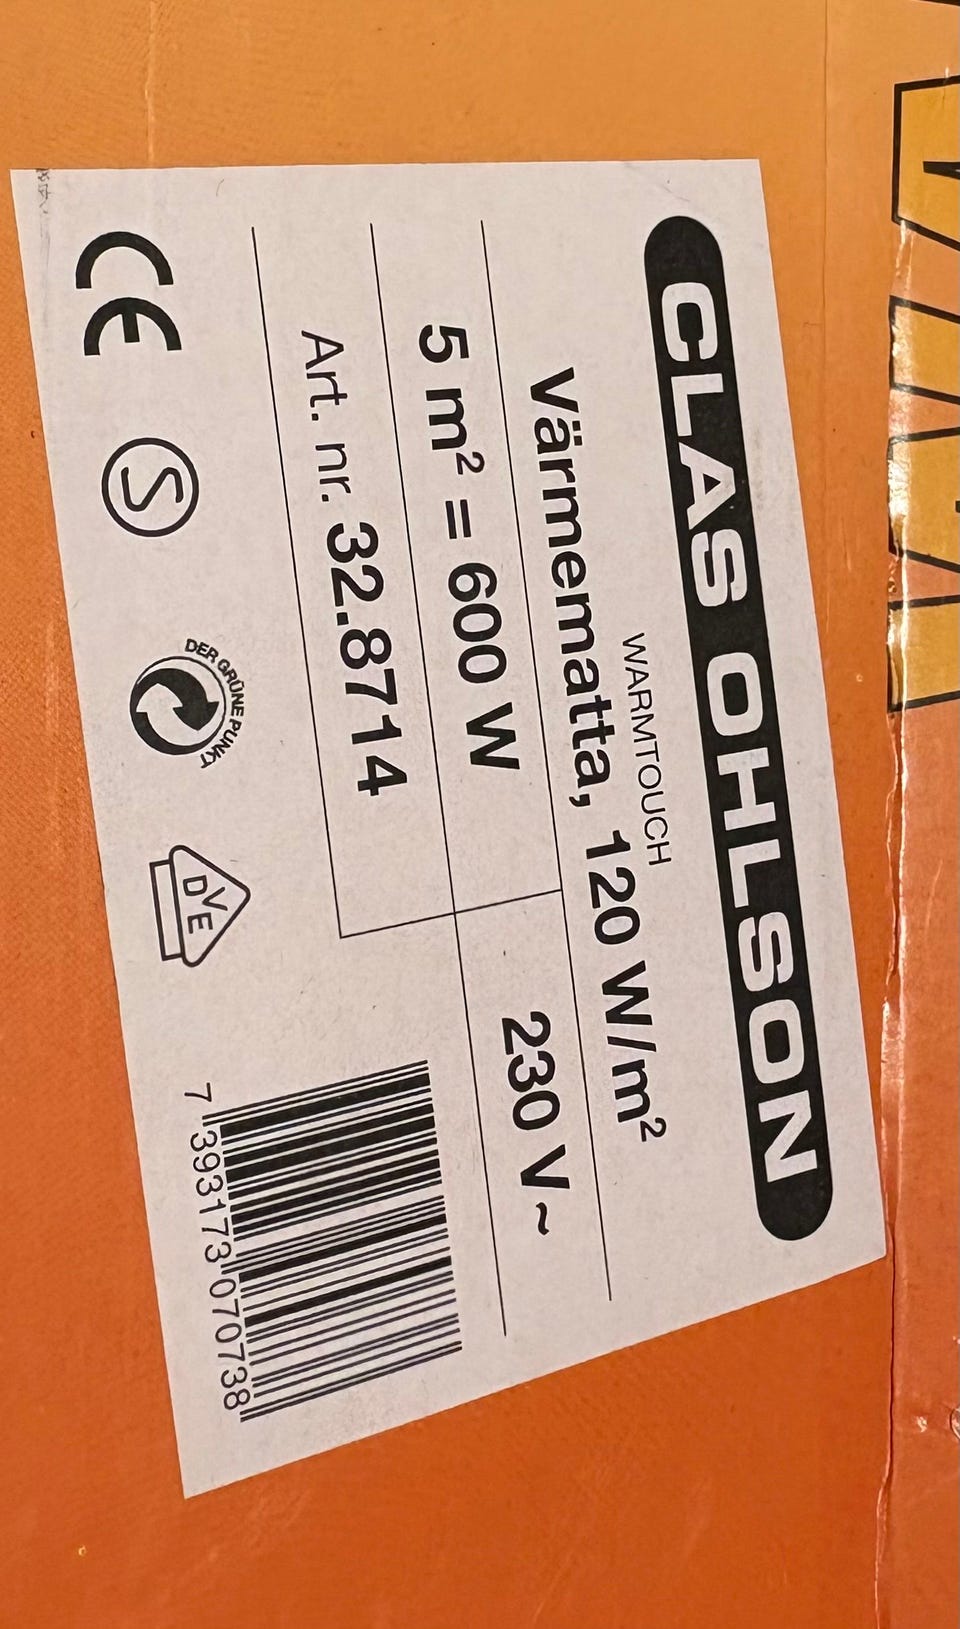 CLAS OHLSON
WARMTOUCH
Värmematta, 120 W/m²
5 m² = 600 W
230 V ~
Art. nr. 32.8714
CE
S
DER GRÜNE PUNKT
DVE
7 393173 070738